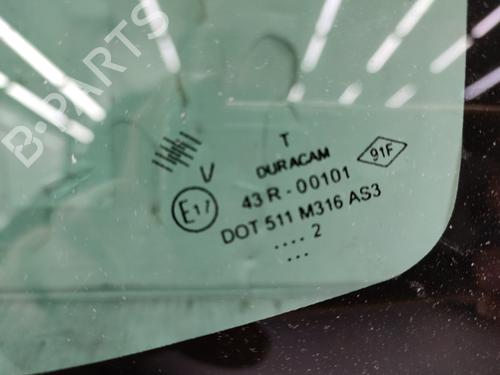 B-PARTS
T
DURACAM
91F
V
E17
43 R - 00101
DOT 511 M316 AS3
.... 2
...